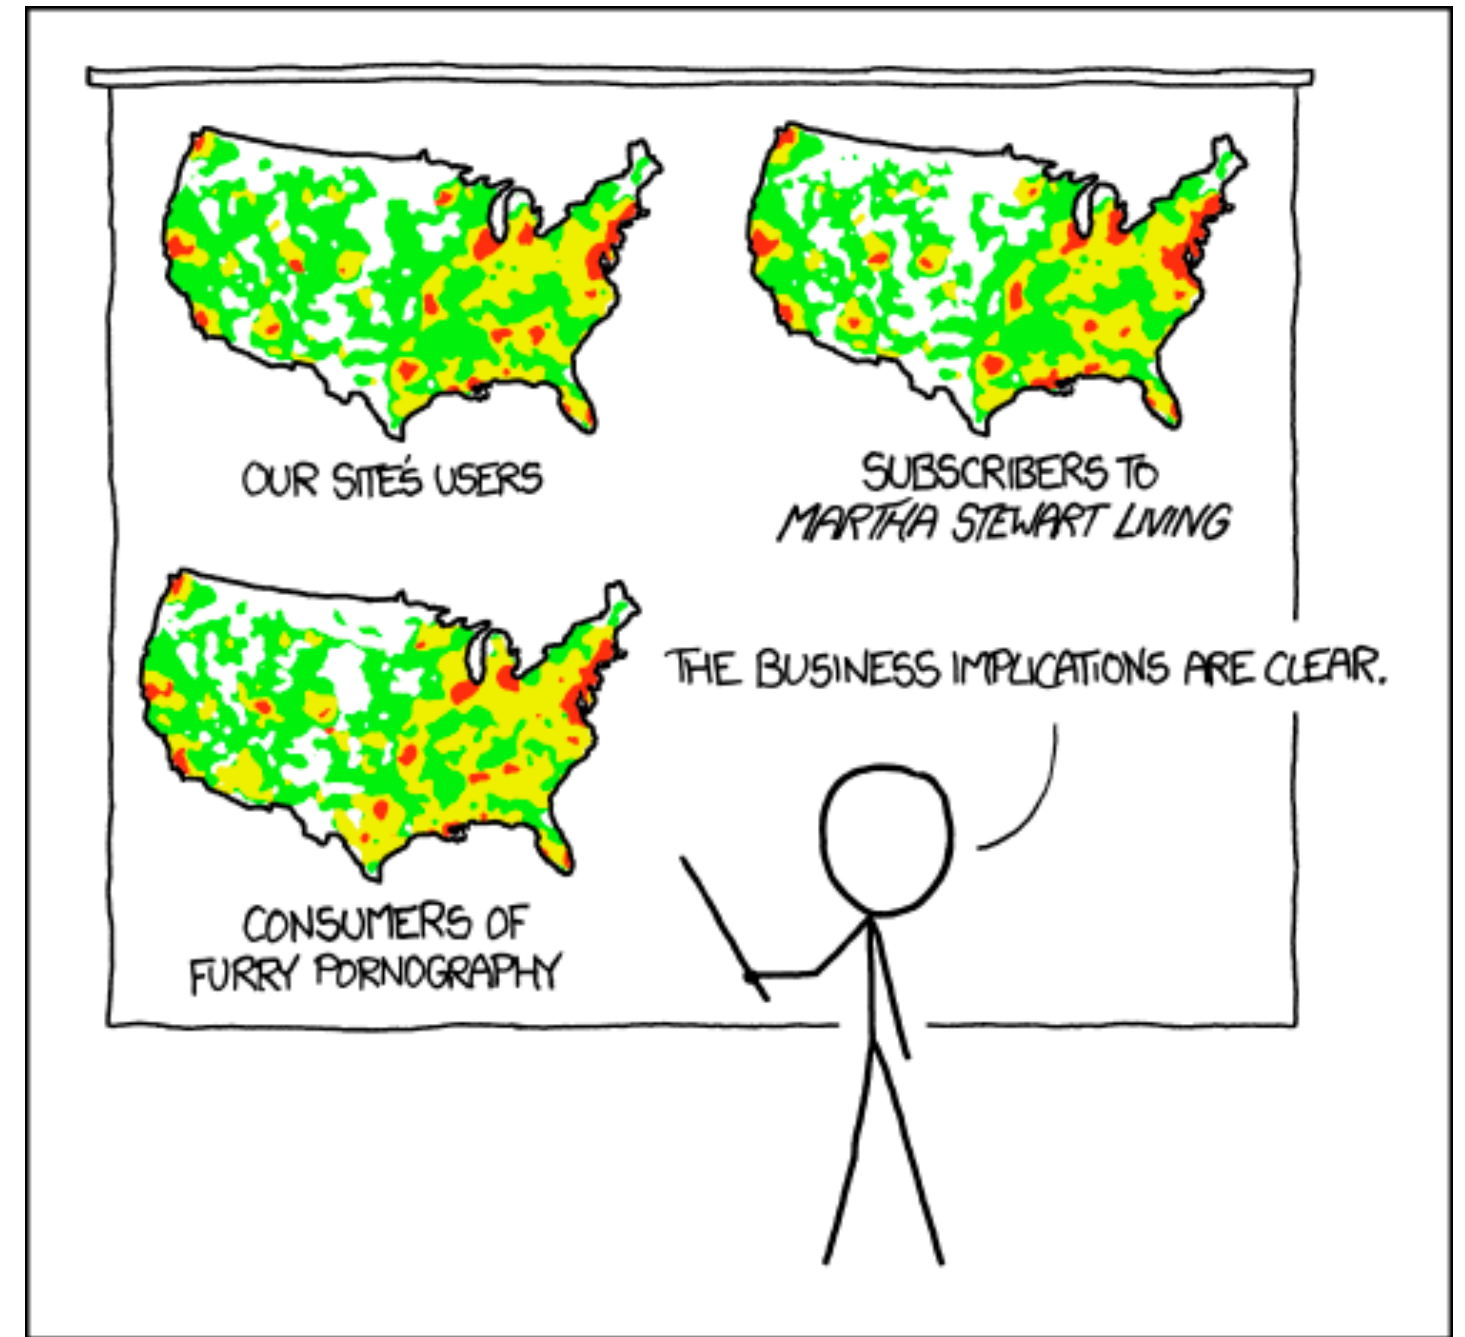 OUR SITE'S USERS
SUBSCRIBERS TO
MARTHA STEWART LIVING
CONSUMERS OF
FURRY PORNOGRAPHY
THE BUSINESS IMPLICATIONS ARE CLEAR.